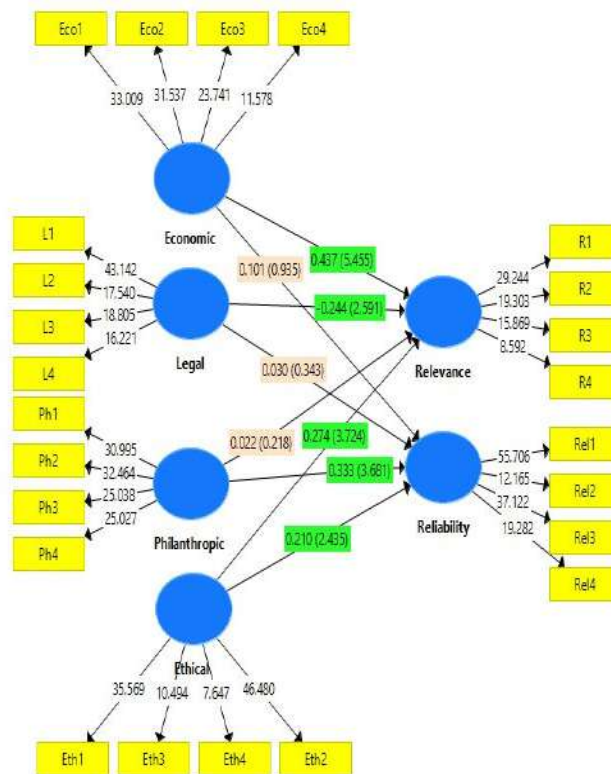 Eco1 Eco2 Eco3 Eco4
33.009 31.537 23.741 11.578
Economic
L1
L2
L3
L4
43.142
17.540
18.805
16.221
Legal
Ph1
Ph2
Ph3
Ph4
30.995
32.464
25.038
25.027
Philanthropic
Ethical
35.569 10.494 7.647 46.480
Eth1 Eth3 Eth4 Eth2
0.437 (5.455)
0.101 (0.935)
-0.244 (2.591)
0.030 (0.343)
0.022 (0.218)
0.274 (3.724)
0.333 (3.681)
0.210 (2.435)
Relevance
29.244
19.303
15.869
8.592
R1
R2
R3
R4
Reliability
55.706
12.165
37.122
19.282
Rel1
Rel2
Rel3
Rel4